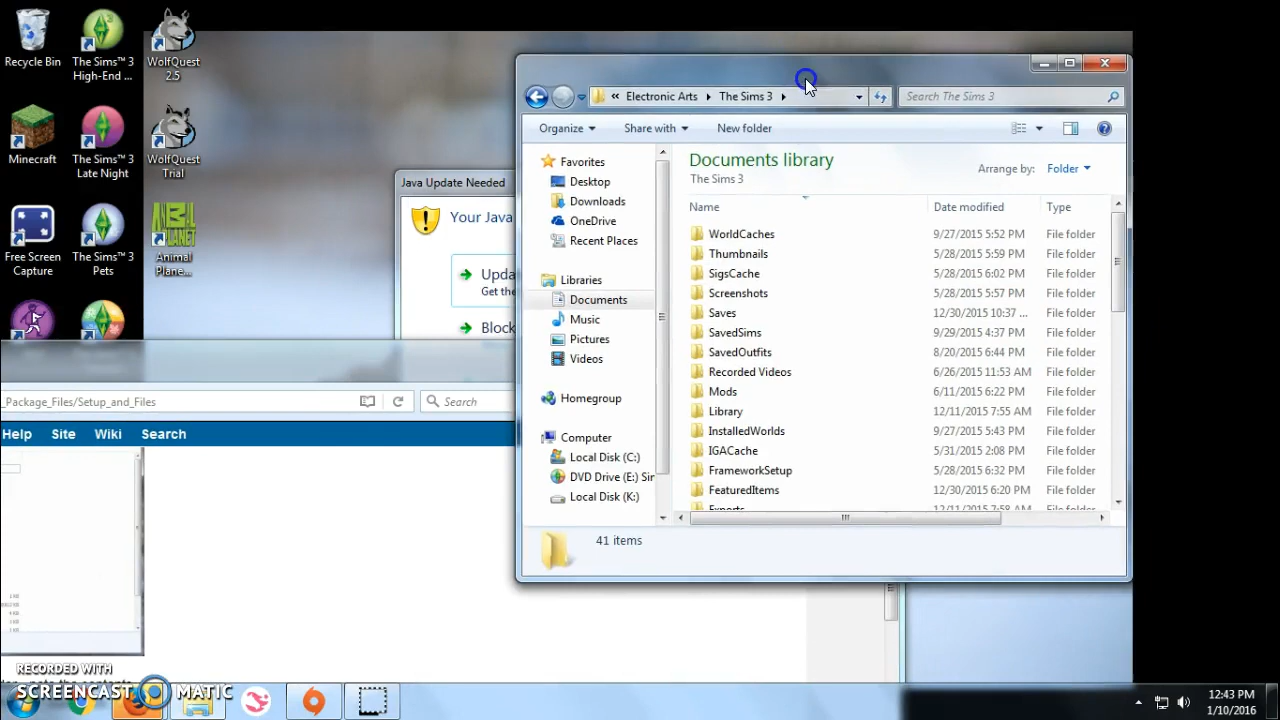 Recycle Bin
The Sims™ 3 High-End ...
WolfQuest 2.5
Minecraft
The Sims™ 3 Late Night
WolfQuest Trial
Free Screen Capture
The Sims™ 3 Pets
Animal Plane...
Java Update Needed
Your Java
Upda
Get the
Block
_Package_Files/Setup_and_Files
Search
Help Site Wiki Search
« Electronic Arts The Sims 3
Search The Sims 3
Organize Share with New folder
Favorites
Desktop
Downloads
OneDrive
Recent Places
Libraries
Documents
Music
Pictures
Videos
Homegroup
Computer
Local Disk (C:)
DVD Drive (E:) Sir
Local Disk (K:)
Documents library
The Sims 3
Arrange by: Folder
Name Date modified Type
WorldCaches 9/27/2015 5:52 PM File folder
Thumbnails 5/28/2015 5:59 PM File folder
SigsCache 5/28/2015 6:02 PM File folder
Screenshots 5/28/2015 5:57 PM File folder
Saves 12/30/2015 10:37 ... File folder
SavedSims 9/29/2015 4:37 PM File folder
SavedOutfits 8/20/2015 6:44 PM File folder
Recorded Videos 6/26/2015 11:53 AM File folder
Mods 6/11/2015 6:22 PM File folder
Library 12/11/2015 7:55 AM File folder
InstalledWorlds 9/27/2015 5:43 PM File folder
IGACache 5/31/2015 2:08 PM File folder
FrameworkSetup 5/28/2015 6:32 PM File folder
FeaturedItems 12/30/2015 6:20 PM File folder
Exports 12/11/2015 7:58 AM File folder
41 items
RECORDED WITH
SCREENCAST MATIC
12:43 PM
1/10/2016